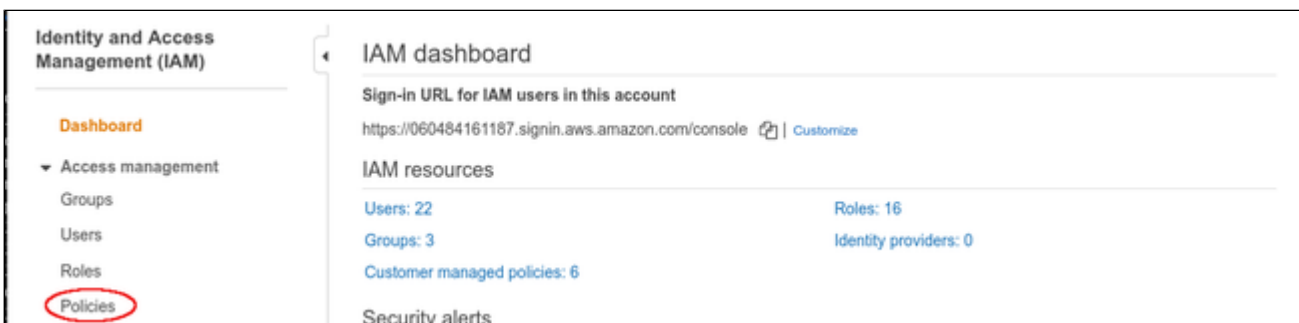 Identity and Access
Management (IAM)
Dashboard
Access management
Groups
Users
Roles
Policies
IAM dashboard
Sign-in URL for IAM users in this account
https://060484161187.signin.aws.amazon.com/console | Customize
IAM resources
Users: 22
Roles: 16
Groups: 3
Identity providers: 0
Customer managed policies: 6
Security alerts